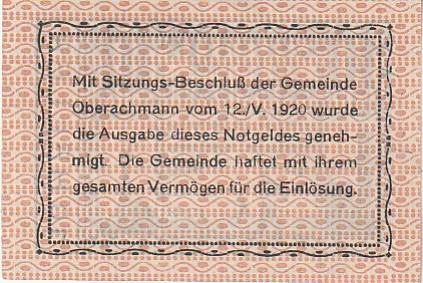 Mit Sitzungs-Beschluß der Gemeinde
Oberachmann vom 12./V. 1920 wurde
die Ausgabe dieses Notgeldes geneh-
migt. Die Gemeinde haftet mit ihrem
gesamten Vermögen für die Einlösung.